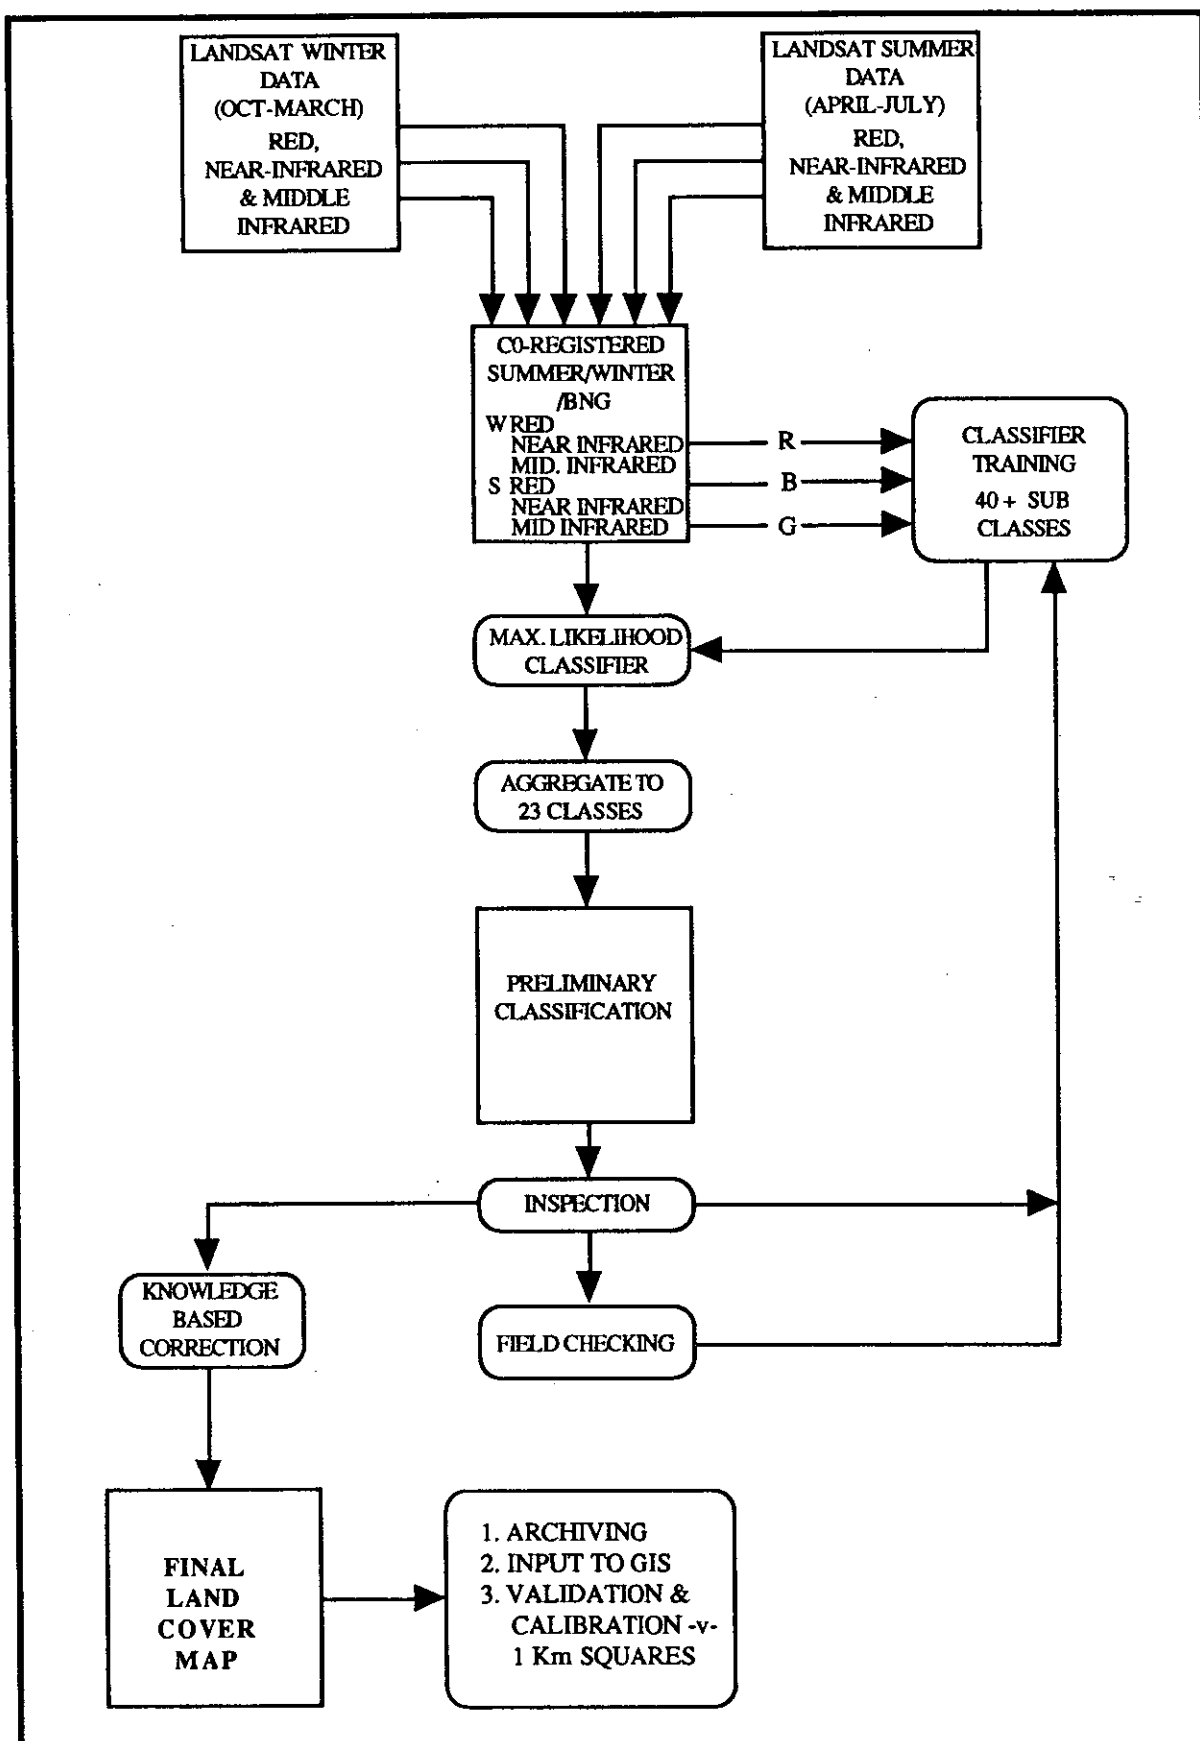 LANDSAT WINTER
DATA
(OCT-MARCH)
RED,
NEAR-INFRARED
& MIDDLE
INFRARED
LANDSAT SUMMER
DATA
(APRIL-JULY)
RED,
NEAR-INFRARED
& MIDDLE
INFRARED
C0-REGISTERED
SUMMER/WINTER
/BNG
W RED
NEAR INFRARED
MID. INFRARED
S RED
NEAR INFRARED
MID INFRARED
R
B
G
CLASSIFIER
TRAINING
40 + SUB
CLASSES
MAX. LIKELIHOOD
CLASSIFIER
AGGREGATE TO
23 CLASSES
PRELIMINARY
CLASSIFICATION
INSPECTION
KNOWLEDGE
BASED
CORRECTION
FIELD CHECKING
FINAL
LAND
COVER
MAP
1. ARCHIVING
2. INPUT TO GIS
3. VALIDATION &
CALIBRATION -v-
1 Km SQUARES